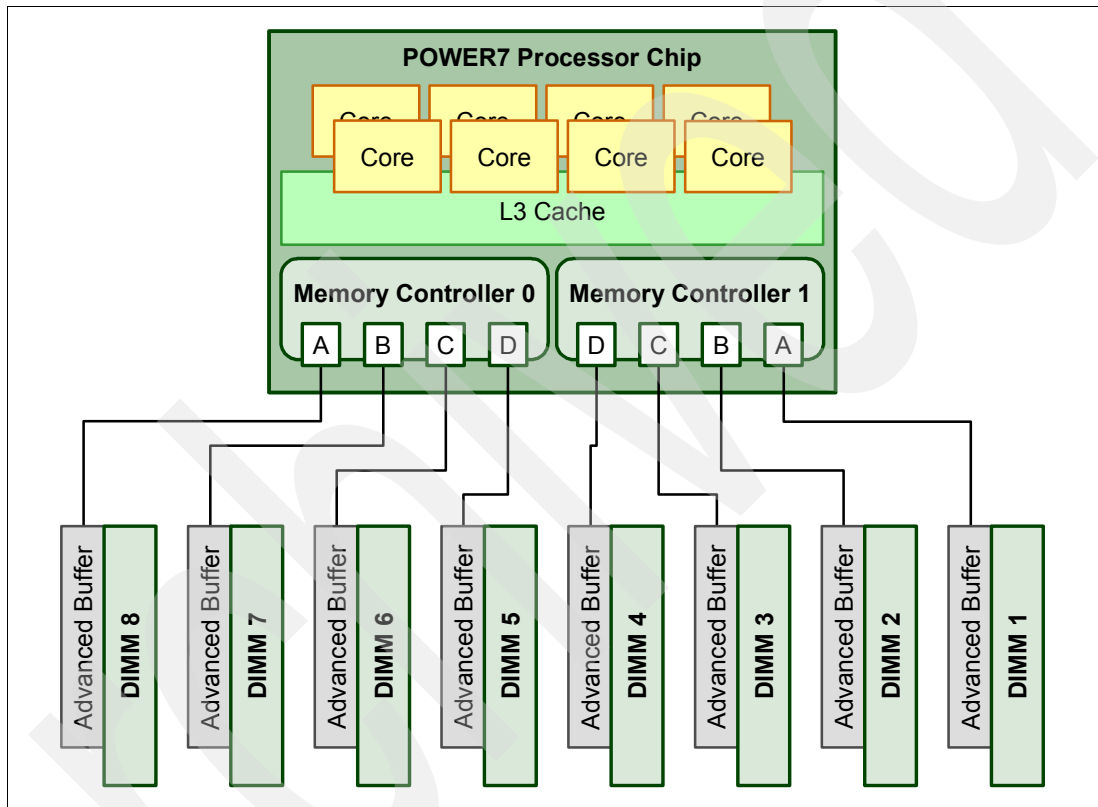 POWER7 Processor Chip
Core Core Core Core
Core Core Core Core
L3 Cache
Memory Controller 0 Memory Controller 1
A B C D D C B A
Advanced Buffer DIMM 8 Advanced Buffer DIMM 7 Advanced Buffer DIMM 6 Advanced Buffer DIMM 5 Advanced Buffer DIMM 4 Advanced Buffer DIMM 3 Advanced Buffer DIMM 2 Advanced Buffer DIMM 1